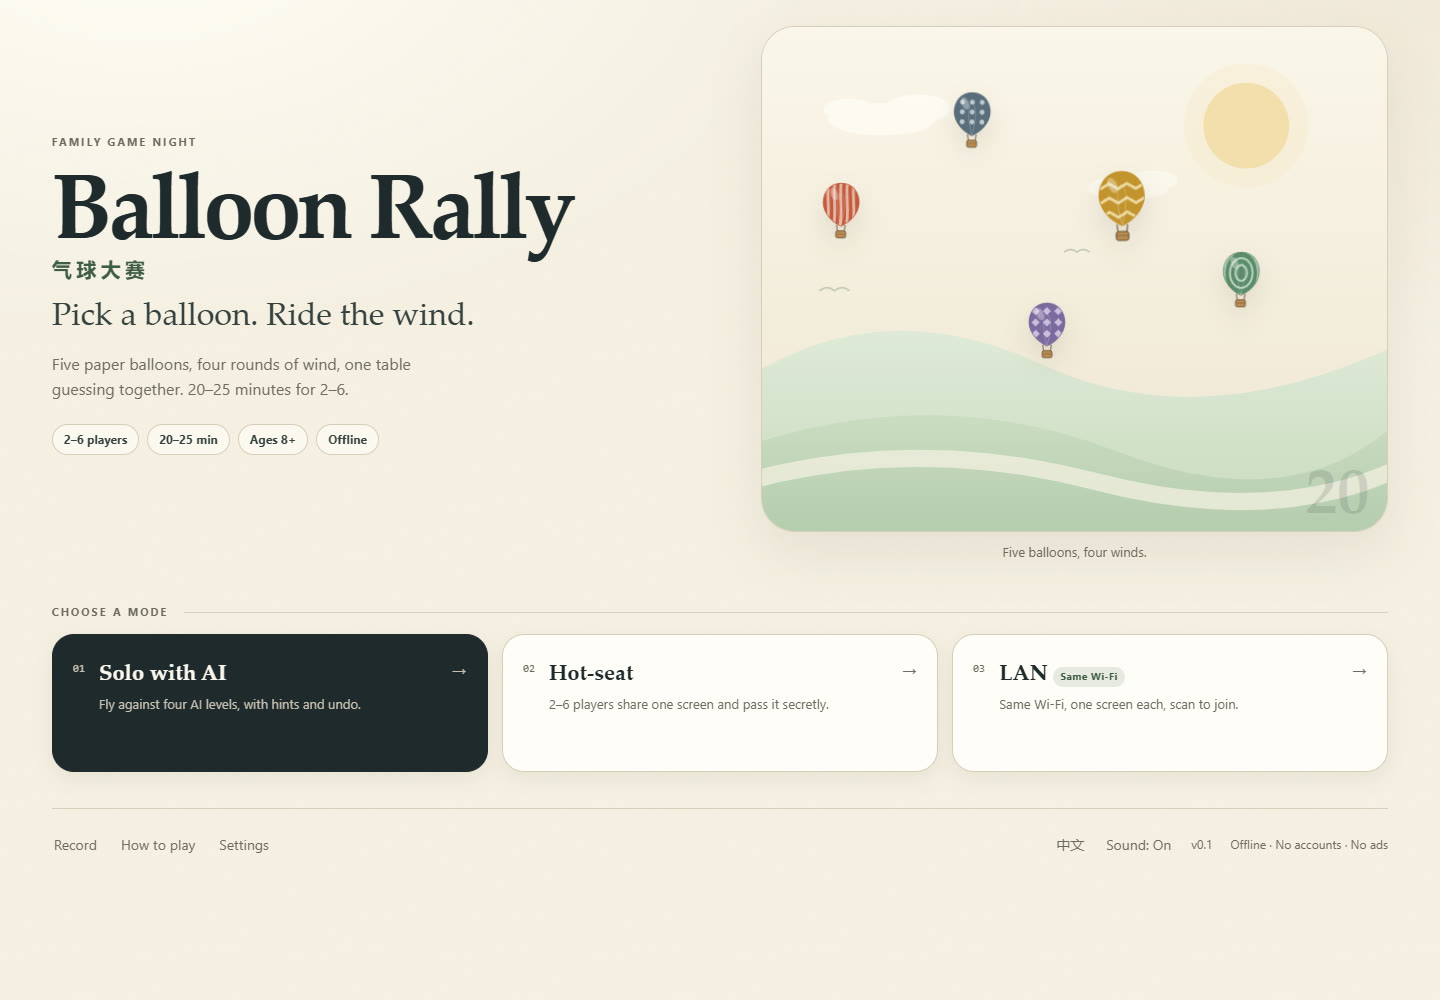 FAMILY GAME NIGHT
Balloon Rally
气球大赛
Pick a balloon. Ride the wind.
Five paper balloons, four rounds of wind, one table
guessing together. 20–25 minutes for 2–6.
2–6 players
20–25 min
Ages 8+
Offline
20
Five balloons, four winds.
CHOOSE A MODE
01
Solo with AI
→
Fly against four AI levels, with hints and undo.
02
Hot-seat
→
2–6 players share one screen and pass it secretly.
03
LAN
Same Wi-Fi
→
Same Wi-Fi, one screen each, scan to join.
Record
How to play
Settings
中文
Sound: On
v0.1
Offline · No accounts · No ads